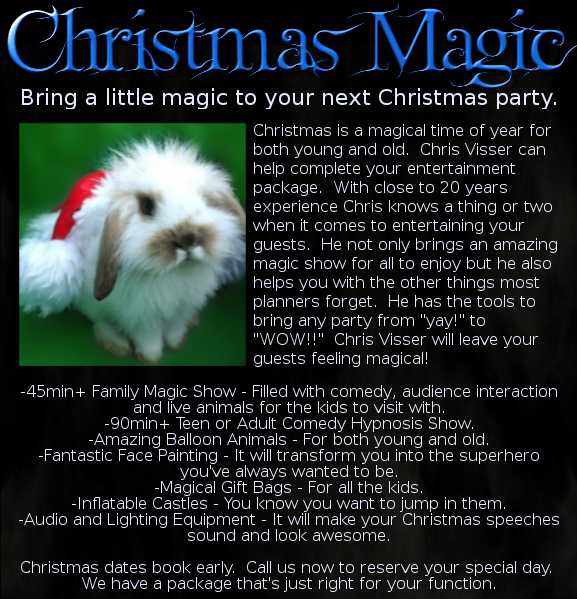 Christmas Magic
Bring a little magic to your next Christmas party.
Christmas is a magical time of year for
both young and old.  Chris Visser can
help complete your entertainment
package.  With close to 20 years
experience Chris knows a thing or two
when it comes to entertaining your
guests.  He not only brings an amazing
magic show for all to enjoy but he also
helps you with the other things most
planners forget.  He has the tools to
bring any party from "yay!" to
"WOW!!"  Chris Visser will leave your
guests feeling magical!
-45min+ Family Magic Show - Filled with comedy, audience interaction
and live animals for the kids to visit with.
-90min+ Teen or Adult Comedy Hypnosis Show.
-Amazing Balloon Animals - For both young and old.
-Fantastic Face Painting - It will transform you into the superhero
you've always wanted to be.
-Magical Gift Bags - For all the kids.
-Inflatable Castles - You know you want to jump in them.
-Audio and Lighting Equipment - It will make your Christmas speeches
sound and look awesome.
Christmas dates book early.  Call us now to reserve your special day.
We have a package that's just right for your function.